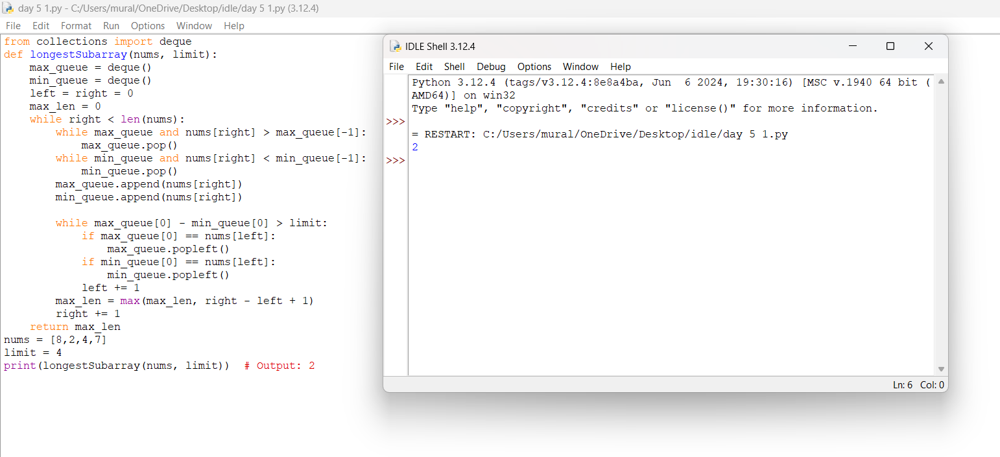 day 5 1.py - C:/Users/mural/OneDrive/Desktop/idle/day 5 1.py (3.12.4)
File Edit Format Run Options Window Help
from collections import deque
def longestSubarray(nums, limit):
    max_queue = deque()
    min_queue = deque()
    left = right = 0
    max_len = 0
    while right < len(nums):
        while max_queue and nums[right] > max_queue[-1]:
            max_queue.pop()
        while min_queue and nums[right] < min_queue[-1]:
            min_queue.pop()
        max_queue.append(nums[right])
        min_queue.append(nums[right])

        while max_queue[0] - min_queue[0] > limit:
            if max_queue[0] == nums[left]:
                max_queue.popleft()
            if min_queue[0] == nums[left]:
                min_queue.popleft()
            left += 1
        max_len = max(max_len, right - left + 1)
        right += 1
    return max_len
nums = [8,2,4,7]
limit = 4
print(longestSubarray(nums, limit))  # Output: 2
IDLE Shell 3.12.4
File Edit Shell Debug Options Window Help
Python 3.12.4 (tags/v3.12.4:8e8a4ba, Jun  6 2024, 19:30:16) [MSC v.1940 64 bit (
AMD64)] on win32
Type "help", "copyright", "credits" or "license()" for more information.
>>>
= RESTART: C:/Users/mural/OneDrive/Desktop/idle/day 5 1.py
2
>>>
Ln: 6 Col: 0